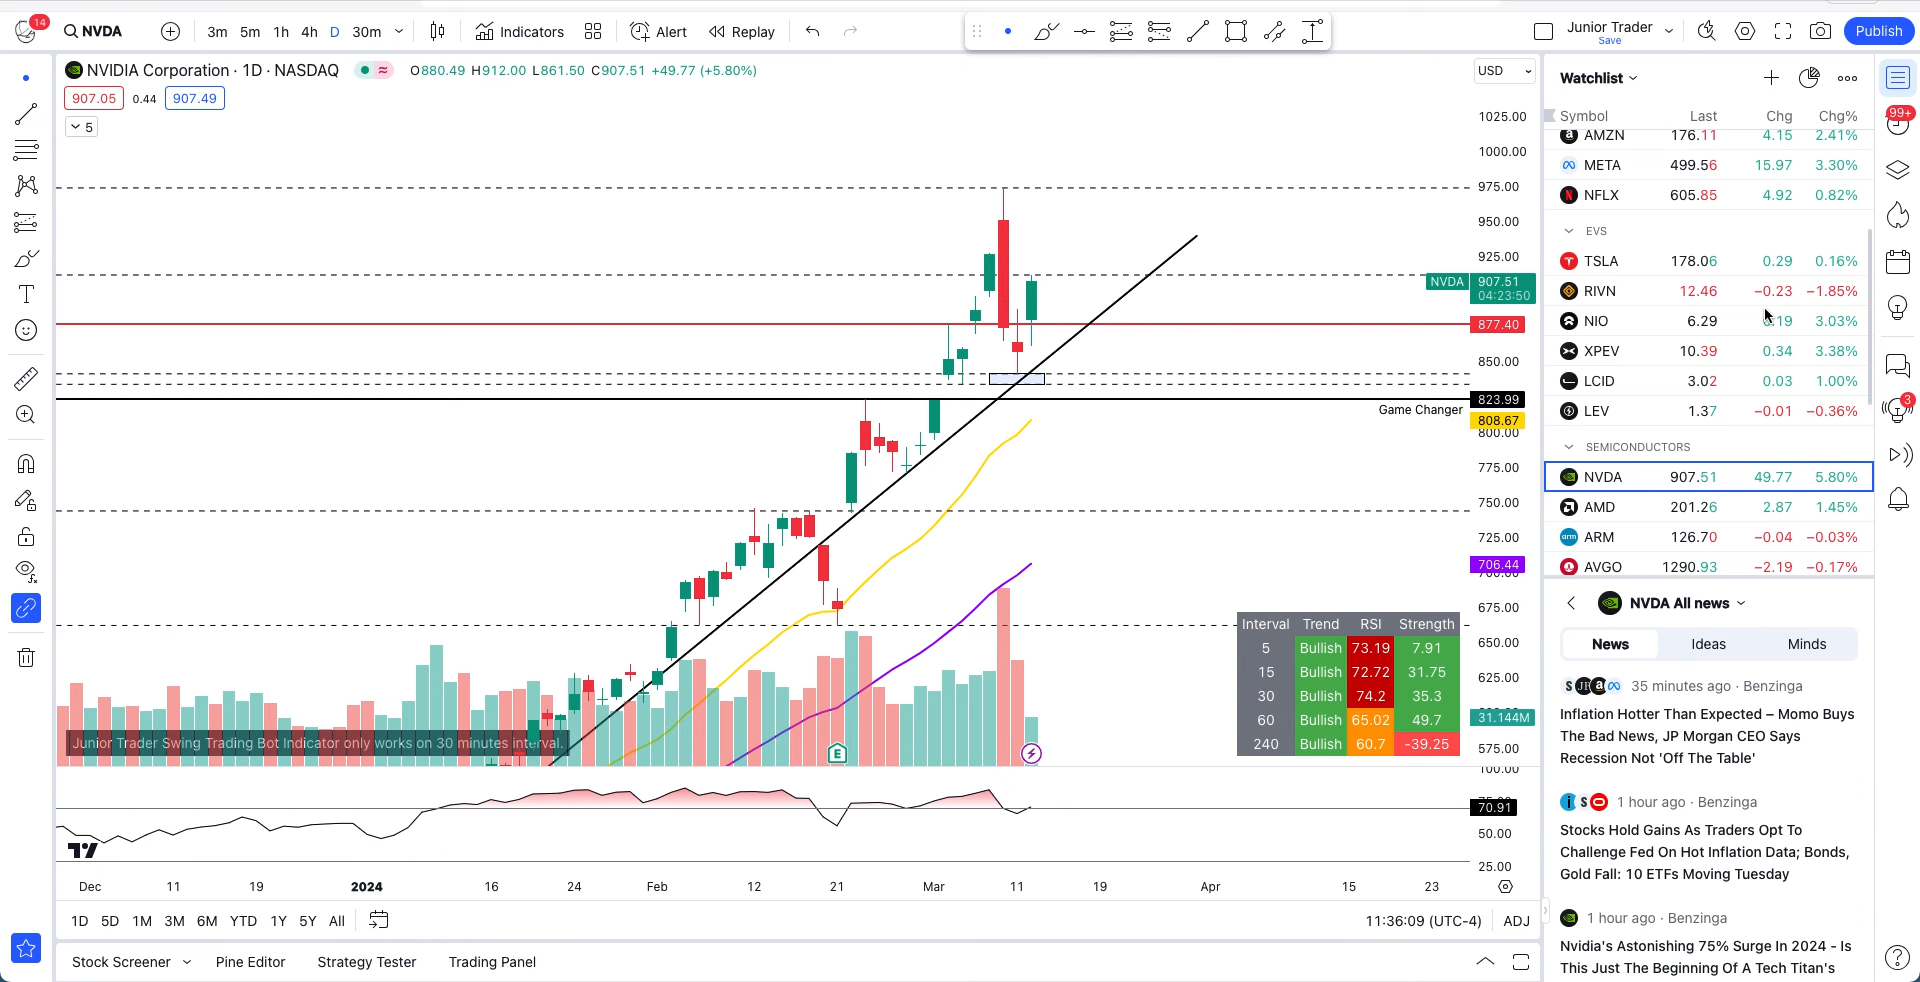 14
NVDA
3m 5m 1h 4h D 30m
Indicators
Alert
Replay
Junior Trader
Save
Publish
NVIDIA Corporation · 1D · NASDAQ
O880.49 H912.00 L861.50 C907.51 +49.77 (+5.80%)
USD
907.05 0.44 907.49
5
1025.00
1000.00
975.00
950.00
925.00
NVDA 907.51
04:23:50
877.40
850.00
823.99
Game Changer
808.67
800.00
775.00
750.00
725.00
706.44
675.00
650.00
625.00
31.144M
575.00
100.00
70.91
50.00
25.00
Interval Trend RSI Strength
5 Bullish 73.19 7.91
15 Bullish 72.72 31.75
30 Bullish 74.2 35.3
60 Bullish 65.02 49.7
240 Bullish 60.7 -39.25
Junior Trader Swing Trading Bot Indicator only works on 30 minutes interval.
E
Dec 11 19 2024 16 24 Feb 12 21 Mar 11 19 Apr 15 23
1D 5D 1M 3M 6M YTD 1Y 5Y All
11:36:09 (UTC-4) ADJ
Stock Screener Pine Editor Strategy Tester Trading Panel
Watchlist
Symbol Last Chg Chg%
AMZN 176.11 4.15 2.41%
META 499.56 15.97 3.30%
NFLX 605.85 4.92 0.82%
EVS
TSLA 178.06 0.29 0.16%
RIVN 12.46 −0.23 −1.85%
NIO 6.29 3.03%
XPEV 10.39 0.34 3.38%
LCID 3.02 0.03 1.00%
LEV 1.37 −0.01 −0.36%
SEMICONDUCTORS
NVDA 907.51 49.77 5.80%
AMD 201.26 2.87 1.45%
ARM 126.70 −0.04 −0.03%
AVGO 1290.93 −2.19 −0.17%
NVDA All news
News Ideas Minds
35 minutes ago · Benzinga
Inflation Hotter Than Expected – Momo Buys
The Bad News, JP Morgan CEO Says
Recession Not 'Off The Table'
1 hour ago · Benzinga
Stocks Hold Gains As Traders Opt To
Challenge Fed On Hot Inflation Data; Bonds,
Gold Fall: 10 ETFs Moving Tuesday
1 hour ago · Benzinga
Nvidia's Astonishing 75% Surge In 2024 - Is
This Just The Beginning Of A Tech Titan's
99+
3